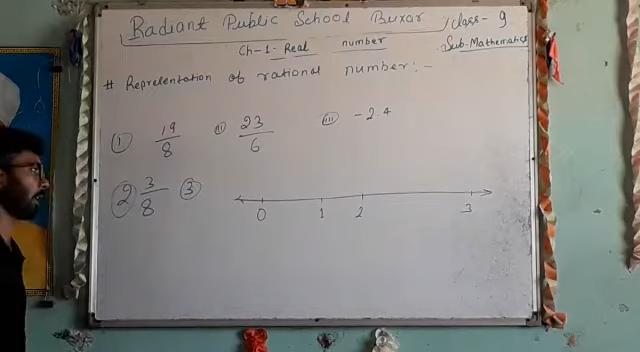 Radiant Public School Buxar / class - 9
Ch-1. Real number Sub-Mathematics
# Representation of rational number:-
(i) 19/8 (ii) 23/6 (iii) -2.4
2 3/8 3
0 1 2 3